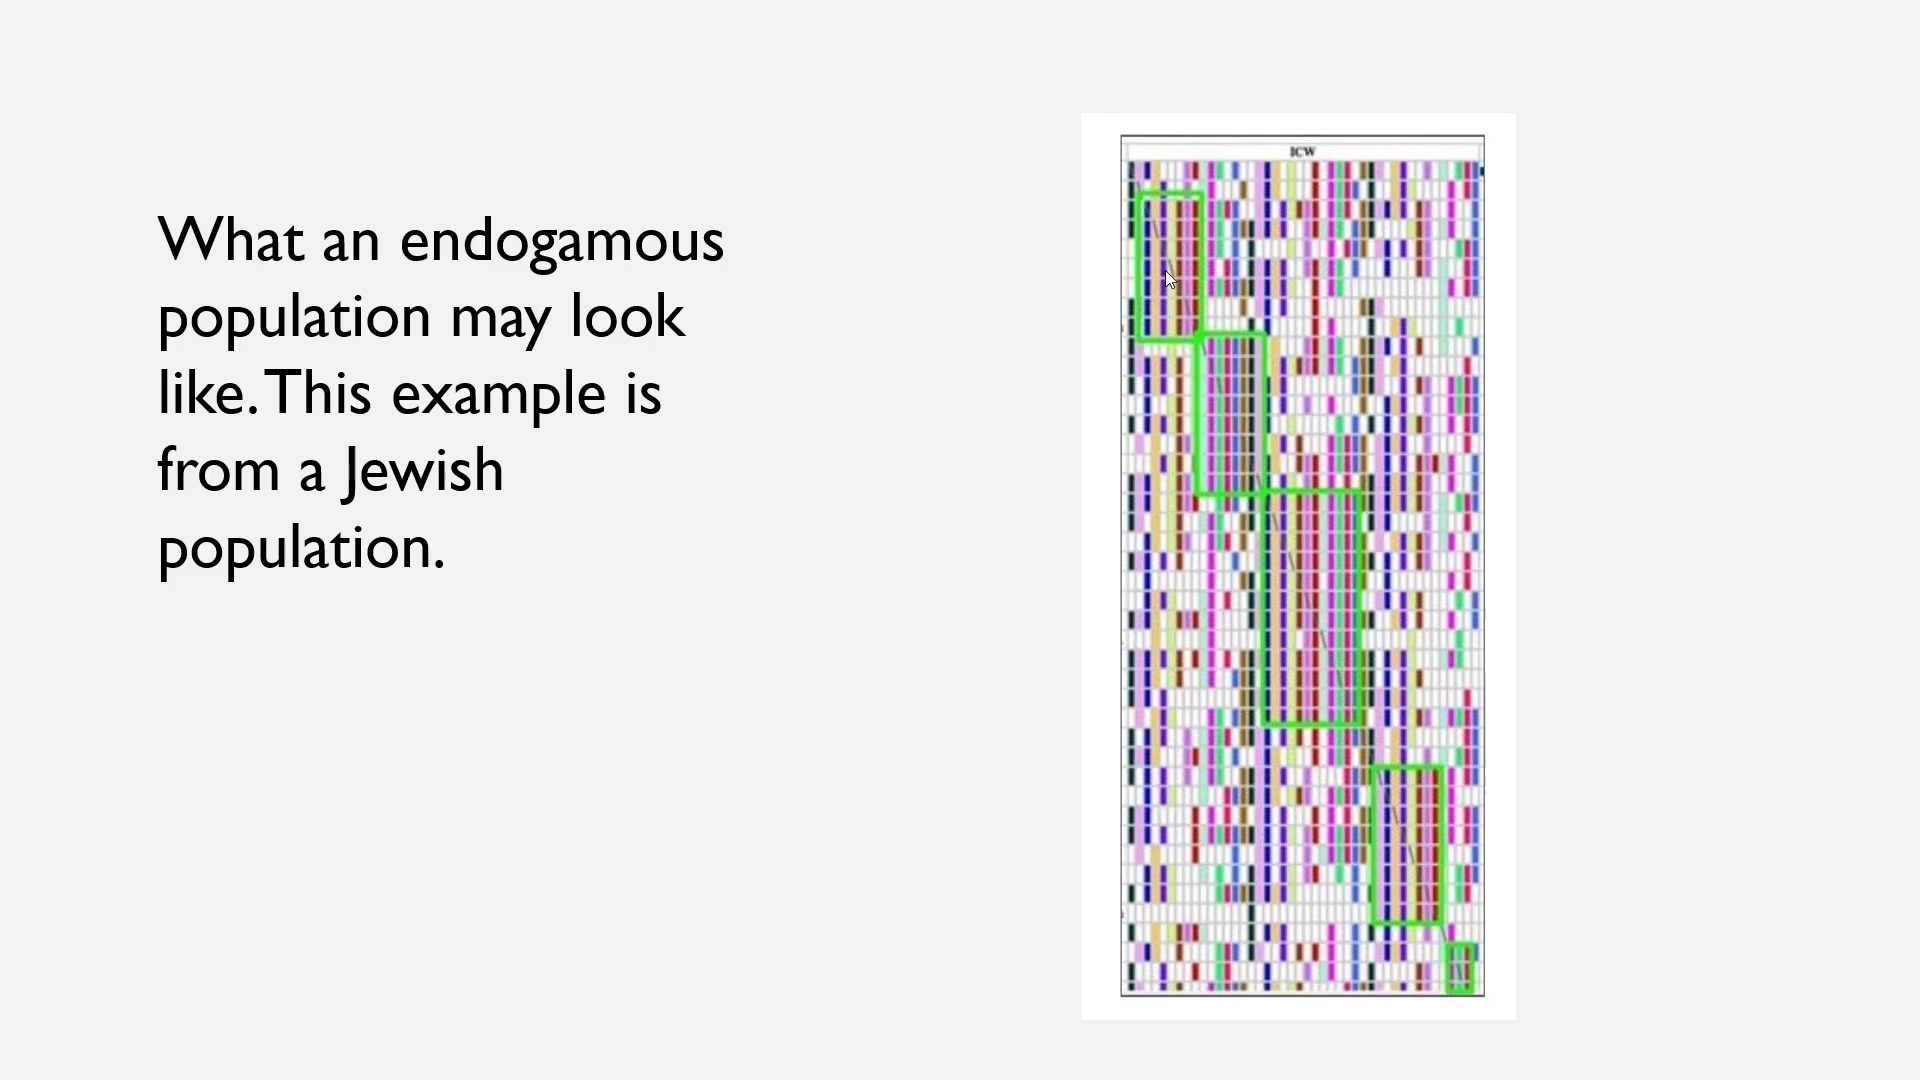 What an endogamous
population may look
like. This example is
from a Jewish
population.
ICW